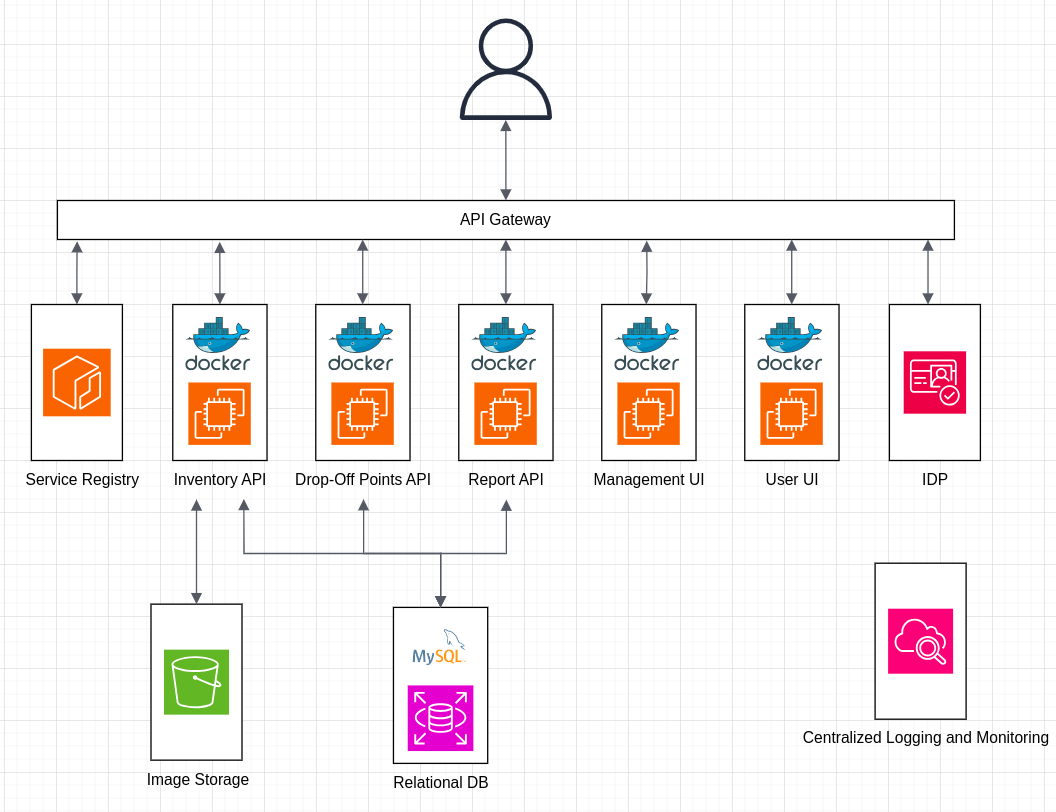 API Gateway
docker
docker
docker
docker
docker
Service Registry
Inventory API
Drop-Off Points API
Report API
Management UI
User UI
IDP
MySQL
Image Storage
Relational DB
Centralized Logging and Monitoring